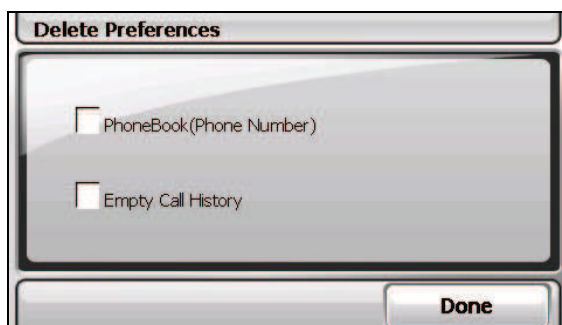 Delete Preferences
PhoneBook(Phone Number)
Empty Call History
Done